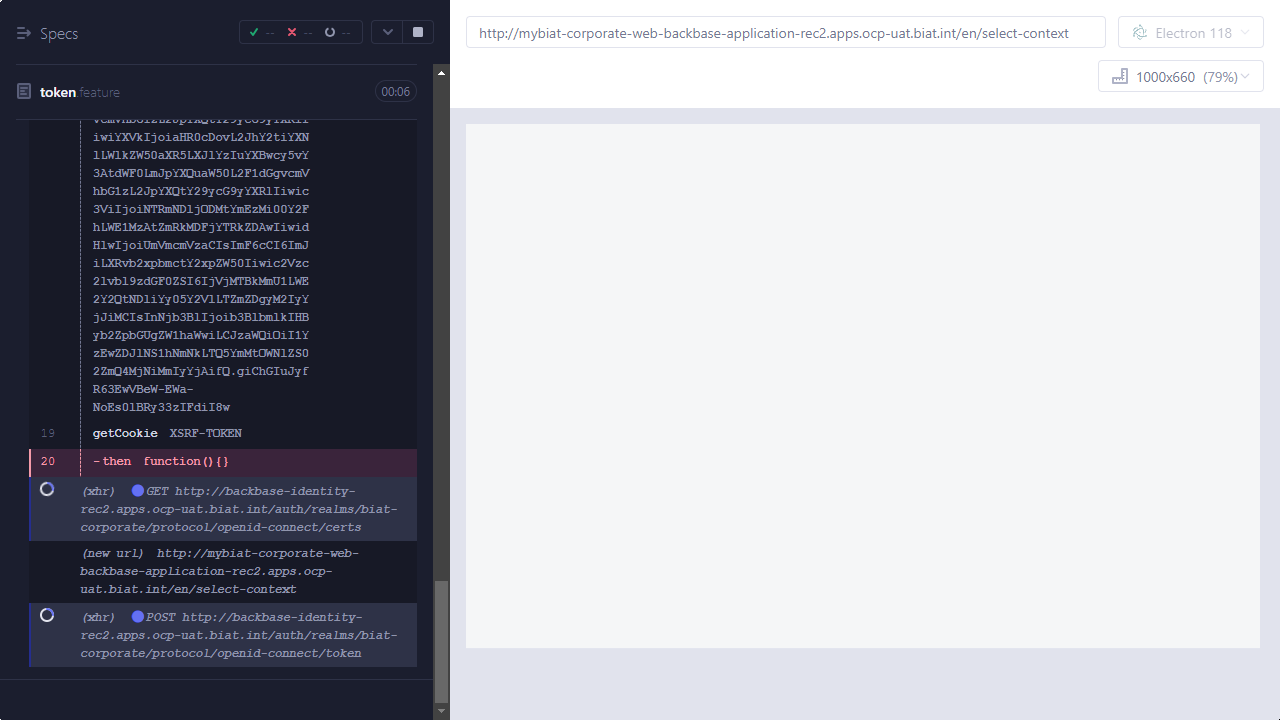 Specs
-- -- --
http://mybiat-corporate-web-backbase-application-rec2.apps.ocp-uat.biat.int/en/select-context
Electron 118
1000x660 (79%)
token.feature
00:06
iwiYXVkIjoiaHR0cDovL2JhY2tiYXN
lLWlkZW50aXR5LXJlYzIuYXBwcy5vY
3AtdWF0LmJpYXQuaW50L2F1dGgvcmV
hbG1zL2JpYXQtY29ycG9yYXRlIiwic
3ViIjoiNTRmNDljODMtYmEzMi00Y2F
hLWE1MzAtZmRkMDFjYTRkZDAwIiwid
HlwIjoiUmVmcmVzaCIsImF6cCI6ImJ
iLXRvb2xpbmctY2xpZW50Iiwic2Vzc
2lvbl9zdGF0ZSI6IjVjMTBkMmU1LWE
2Y2QtNDliYy05Y2VlLTZmZDgyM2IyY
jJiMCIsInNjb3BlIjoib3BlbmlkIHB
yb2ZpbGUgZW1haWwiLCJzaWQiOiI1Y
zEwZDJlNS1hNmNkLTQ5YmMtOWNlZS0
2ZmQ4MjNiMmIyYjAifQ.giChGIuJyf
R63EwVBeW-EWa-
NoEs0lBRy33zIFdiI8w
19 getCookie XSRF-TOKEN
20 -then function(){}
(xhr) GET http://backbase-identity-
rec2.apps.ocp-uat.biat.int/auth/realms/biat-
corporate/protocol/openid-connect/certs
(new url) http://mybiat-corporate-web-
backbase-application-rec2.apps.ocp-
uat.biat.int/en/select-context
(xhr) POST http://backbase-identity-
rec2.apps.ocp-uat.biat.int/auth/realms/biat-
corporate/protocol/openid-connect/token